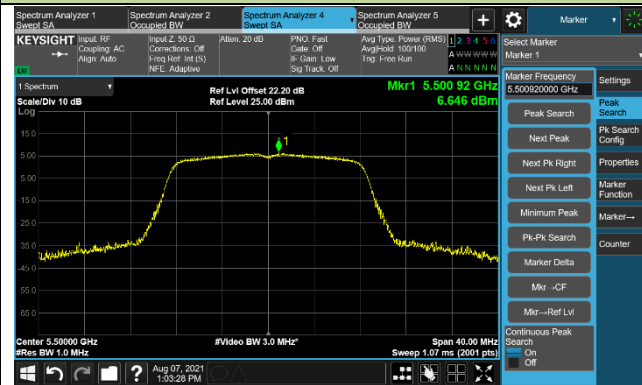 Spectrum Analyzer 1
Swept SA
Spectrum Analyzer 2
Occupied BW
Spectrum Analyzer 4
Swept SA
Spectrum Analyzer 5
Occupied BW
Marker
KEYSIGHT
Input: RF
Coupling: AC
Align: Auto
Input Z: 50 Ω
Corrections: Off
Freq Ref: Int (S)
NFE: Adaptive
Atten: 20 dB
PNO: Fast
Gate: Off
IF Gain: Low
Sig Track: Off
Avg Type: Power (RMS)
Avg|Hold: 100/100
Trig: Free Run
1 2 3 4 5 6
A W W W W W
A N N N N N
LXI
Select Marker
Marker 1
1 Spectrum
Scale/Div 10 dB
Log
Ref Lvl Offset 22.20 dB
Ref Level 25.00 dBm
Mkr1 5.500 92 GHz
6.646 dBm
1
15.0
5.00
-5.00
-15.0
-25.0
-35.0
-45.0
-55.0
-65.0
Center 5.50000 GHz
#Res BW 1.0 MHz
#Video BW 3.0 MHz*
Span 40.00 MHz
Sweep 1.07 ms (2001 pts)
Marker Frequency
5.500920000 GHz
Peak Search
Next Peak
Next Pk Right
Next Pk Left
Minimum Peak
Pk-Pk Search
Marker Delta
Mkr→CF
Mkr→Ref Lvl
Continuous Peak
Search
On
Off
Settings
Peak
Search
Pk Search
Config
Properties
Marker
Function
Marker→
Counter
Aug 07, 2021
1:03:28 PM